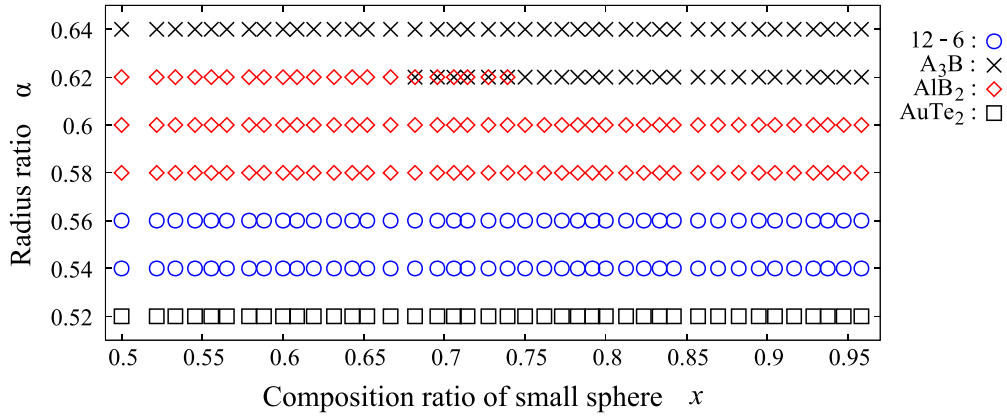 0.64
0.62
0.6
0.58
0.56
0.54
0.52
Radius ratio α
0.5 0.55 0.6 0.65 0.7 0.75 0.8 0.85 0.9 0.95
Composition ratio of small sphere x
12 - 6 :
A₃B :
AlB₂ :
AuTe₂ :